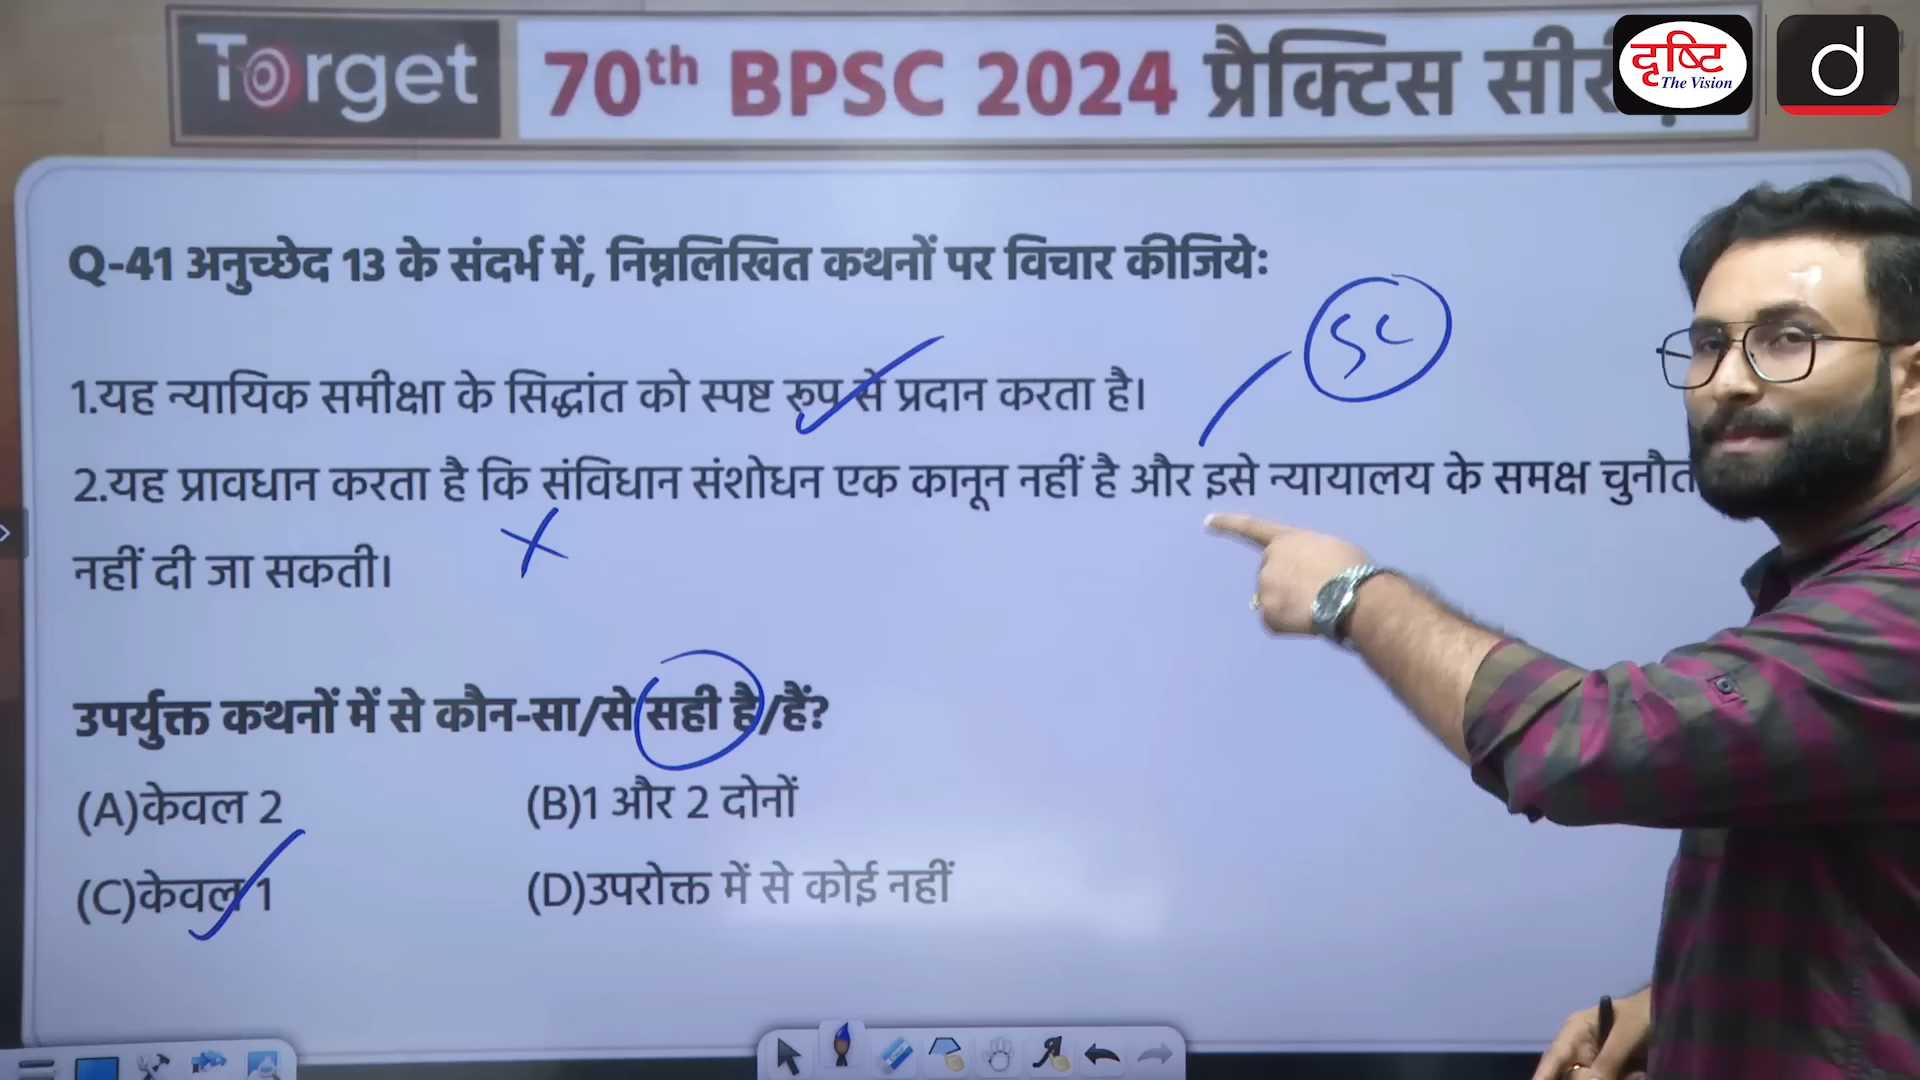 Target
70th BPSC 2024 प्रैक्टिस
दृष्टि
The Vision
d
Q-41 अनुच्छेद 13 के संदर्भ में, निम्नलिखित कथनों पर विचार कीजिये:
SC
1.यह न्यायिक समीक्षा के सिद्धांत को स्पष्ट रूप से प्रदान करता है।
2.यह प्रावधान करता है कि संविधान संशोधन एक कानून नहीं है और इसे न्यायालय के समक्ष
नहीं दी जा सकती।
उपर्युक्त कथनों में से कौन-सा/से सही है/हैं?
(A)केवल 2
(B)1 और 2 दोनों
(C)केवल 1
(D)उपरोक्त में से कोई नहीं